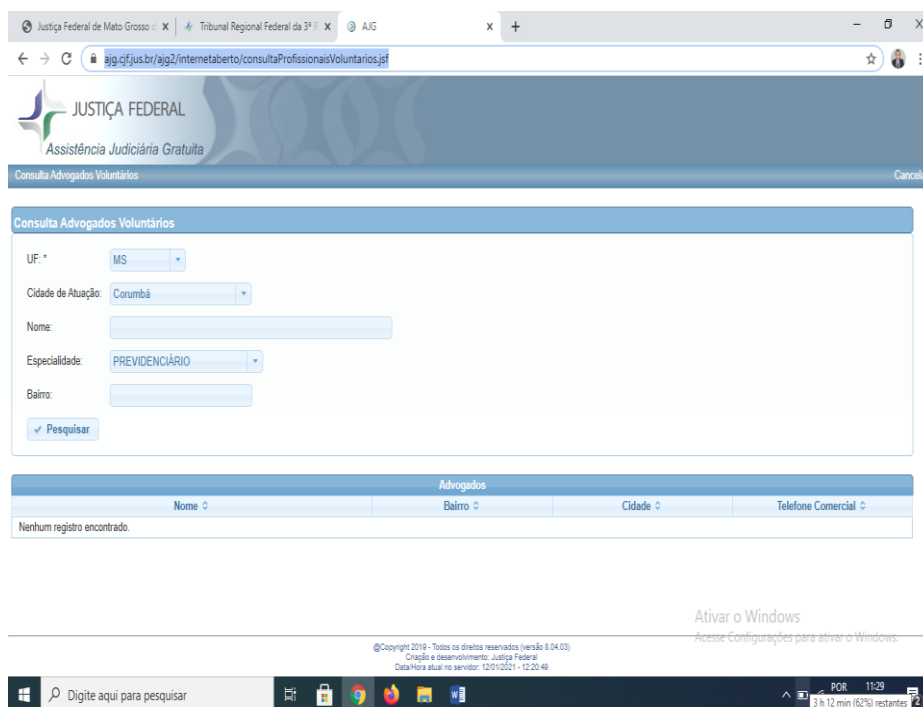 Justiça Federal de Mato Grosso d
Tribunal Regional Federal da 3ª R
AJG
ajg.cjf.jus.br/ajg2/internetaberto/consultaProfissionaisVoluntarios.jsf
JUSTIÇA FEDERAL
Assistência Judiciária Gratuita
Consulta Advogados Voluntários Cancela
Consulta Advogados Voluntários
UF: * MS
Cidade de Atuação: Corumbá
Nome:
Especialidade: PREVIDENCIÁRIO
Bairro:
Pesquisar
Advogados
Nome Bairro Cidade Telefone Comercial
Nenhum registro encontrado.
Ativar o Windows
Acesse Configurações para ativar o Windows.
@Copyright 2019 - Todos os direitos reservados (versão 8.04.03)
Criação e desenvolvimento: Justiça Federal
Data/Hora atual no servidor: 12/01/2021 - 12:20:49
Digite aqui para pesquisar
POR 11:29
3 h 12 min (62%) restantes